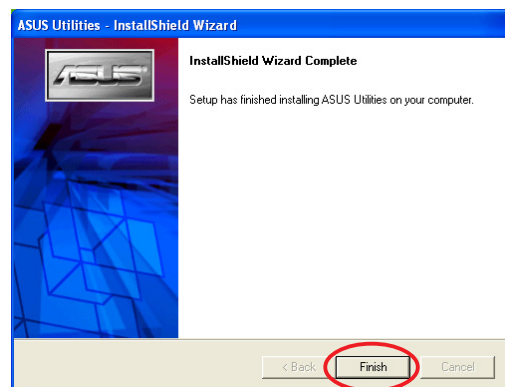 ASUS Utilities - InstallShield Wizard
ASUS
InstallShield Wizard Complete
Setup has finished installing ASUS Utilities on your computer.
< Back
Finish
Cancel